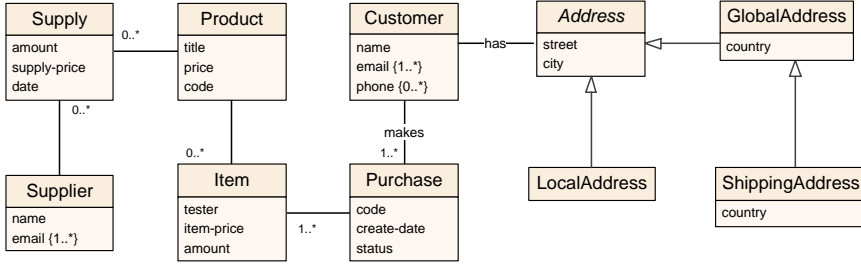 Supply
amount
supply-price
date
0..*
0..*
Product
title
price
code
0..*
Customer
name
email {1..*}
phone {0..*}
has
makes
1..*
Address
street
city
GlobalAddress
country
Supplier
name
email {1..*}
Item
tester
item-price
amount
1..*
Purchase
code
create-date
status
LocalAddress
ShippingAddress
country